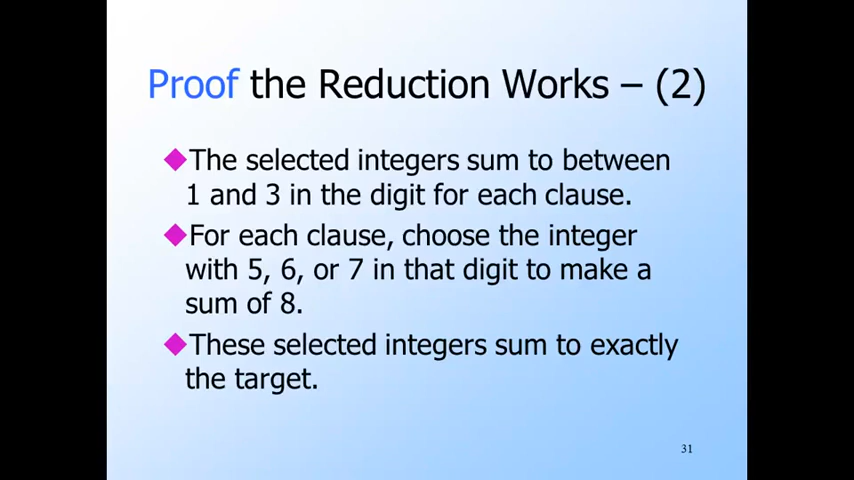 Proof the Reduction Works – (2)
The selected integers sum to between
1 and 3 in the digit for each clause.
For each clause, choose the integer
with 5, 6, or 7 in that digit to make a
sum of 8.
These selected integers sum to exactly
the target.
31